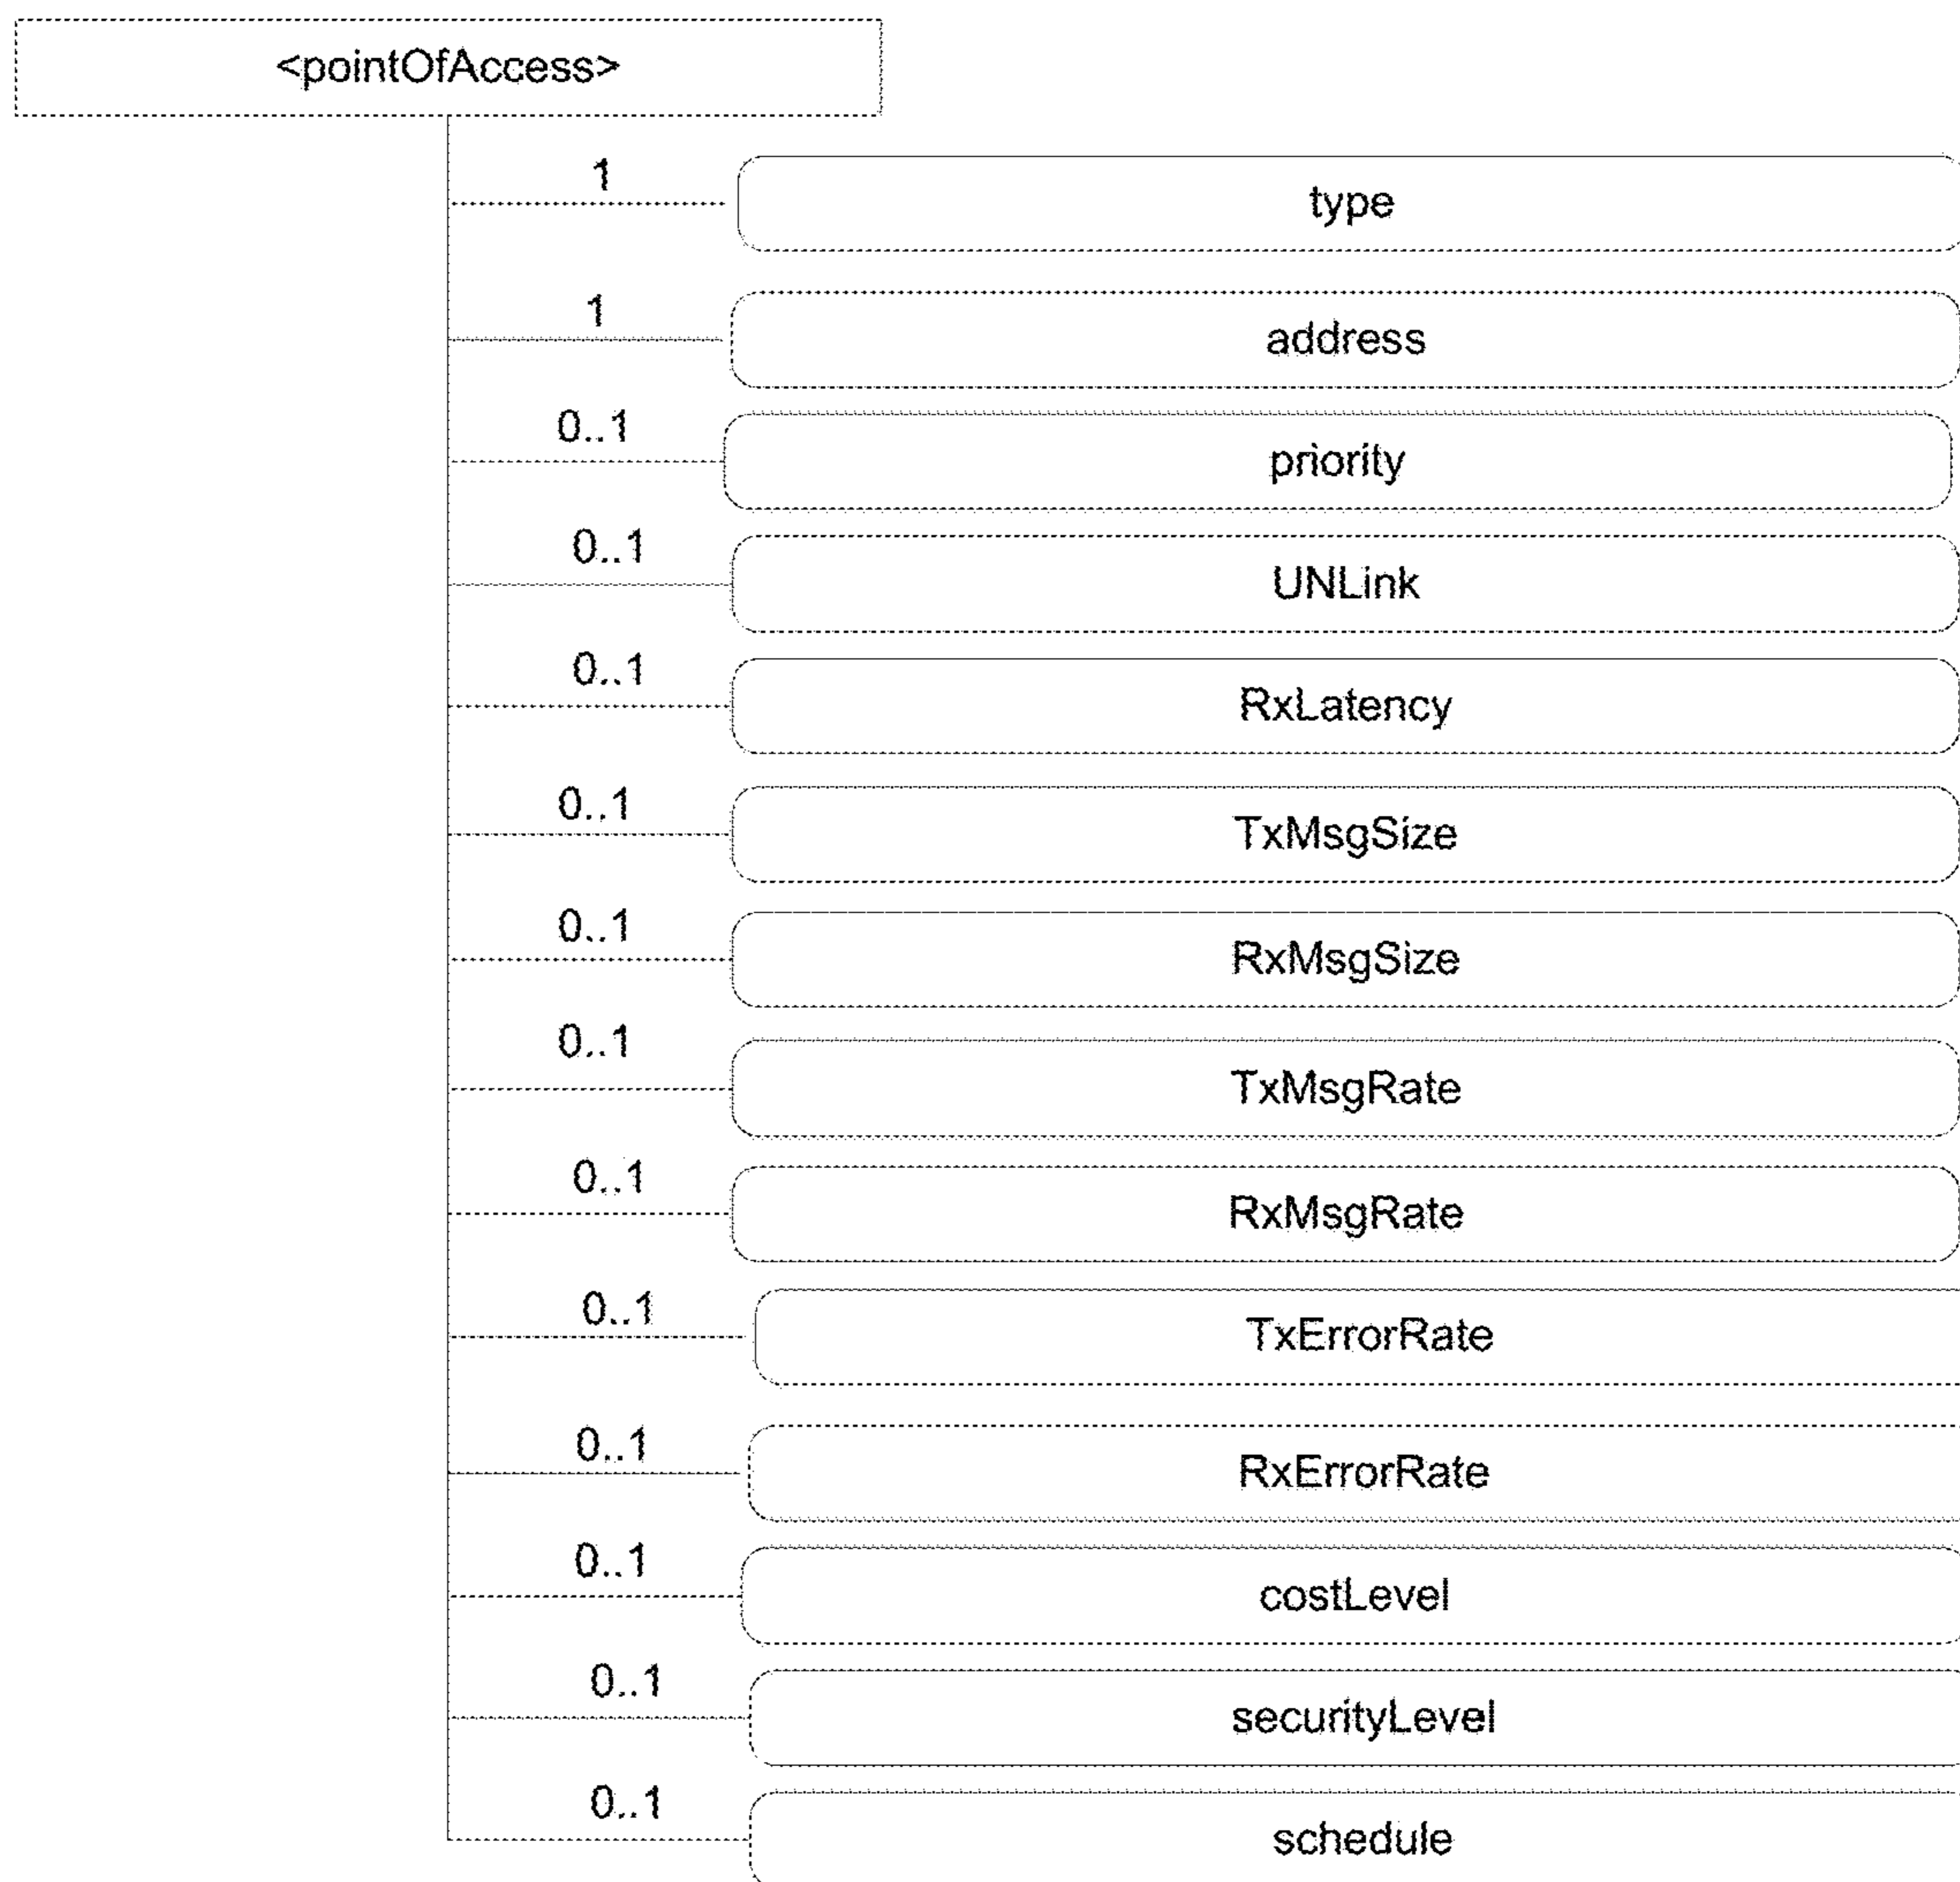 <pointOfAccess>
1
type
1
address
0..1
priority
0..1
UNLink
0..1
RxLatency
0..1
TxMsgSize
0..1
RxMsgSize
0..1
TxMsgRate
0..1
RxMsgRate
0..1
TxErrorRate
0..1
RxErrorRate
0..1
costLevel
0..1
securityLevel
0..1
schedule